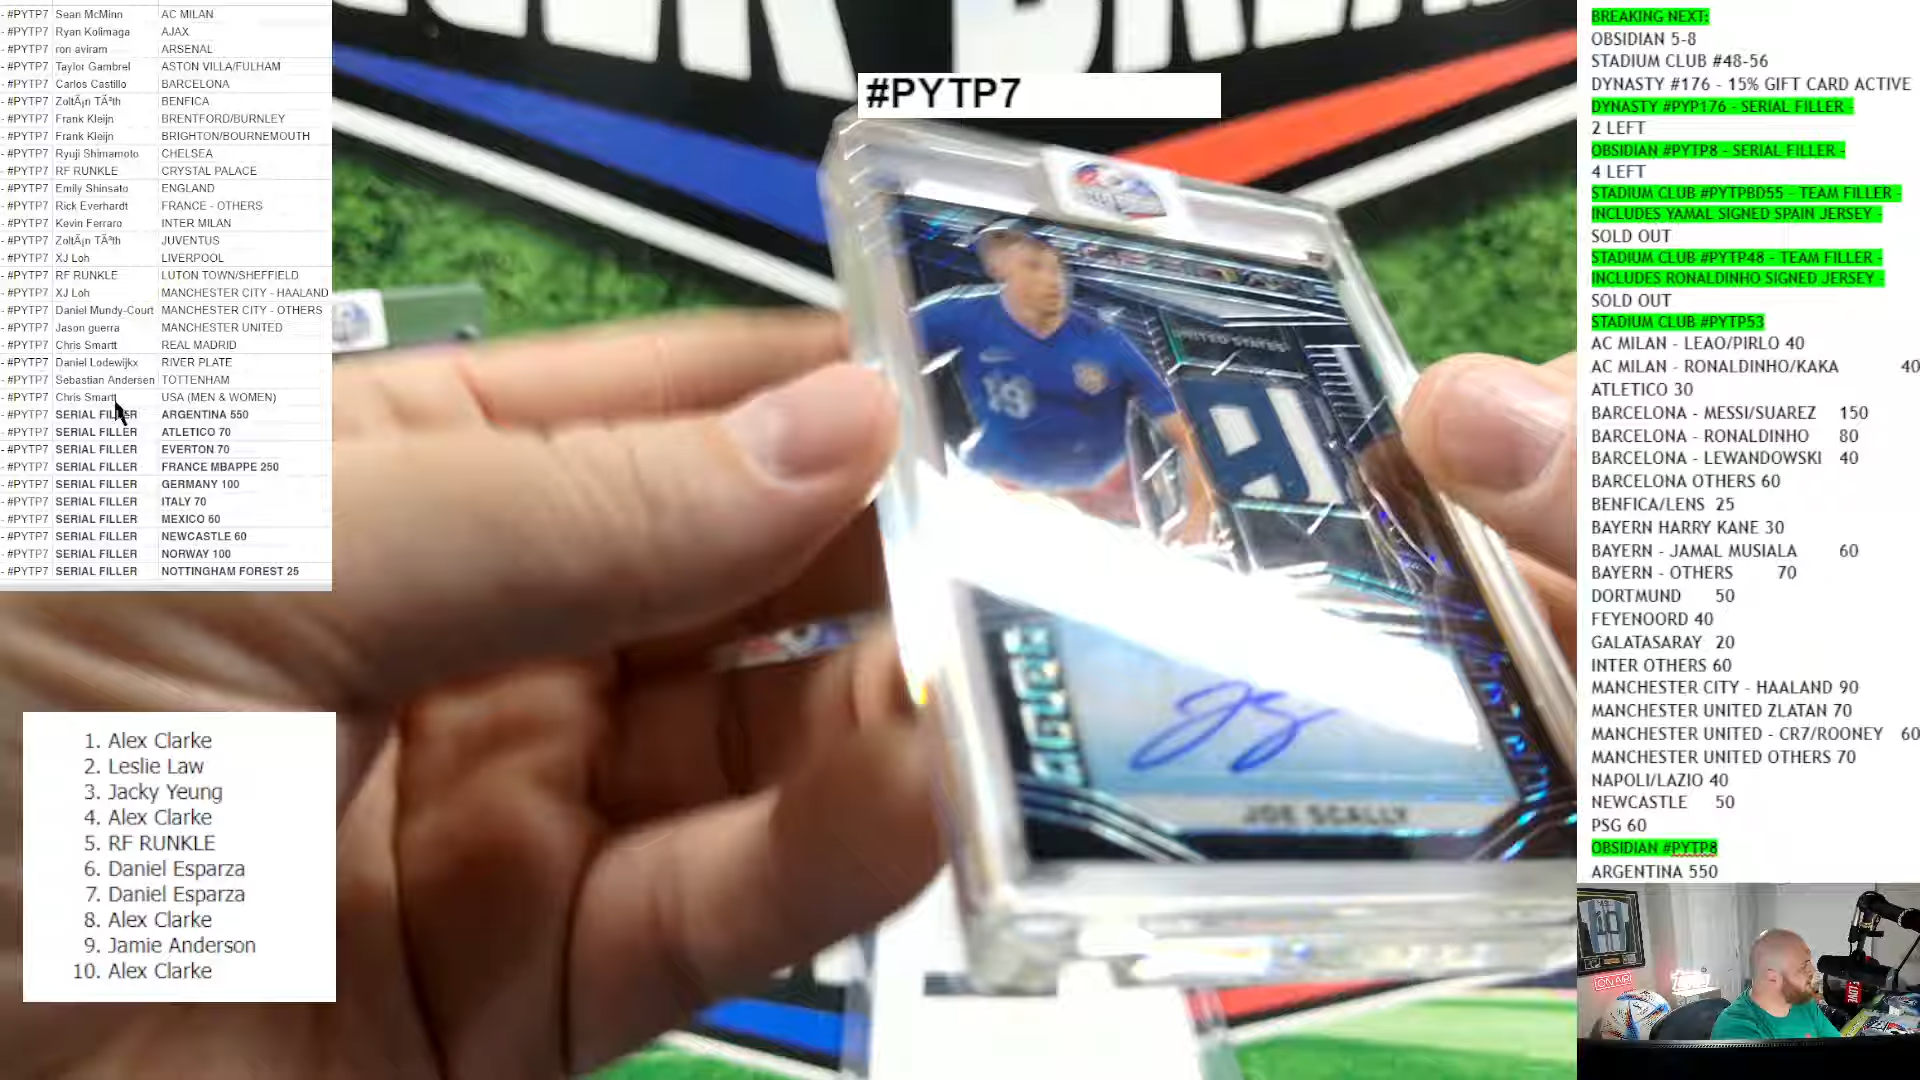 - #PYTP7 Sean McMinn AC MILAN
- #PYTP7 Ryan Kolimaga AJAX
- #PYTP7 ron aviram ARSENAL
- #PYTP7 Taylor Gambrel ASTON VILLA/FULHAM
- #PYTP7 Carlos Castillo BARCELONA
- #PYTP7 ZoltÃ¡n TÃ³th BENFICA
- #PYTP7 Frank Kleijn BRENTFORD/BURNLEY
- #PYTP7 Frank Kleijn BRIGHTON/BOURNEMOUTH
- #PYTP7 Ryuji Shimamoto CHELSEA
- #PYTP7 RF RUNKLE CRYSTAL PALACE
- #PYTP7 Emily Shinsato ENGLAND
- #PYTP7 Rick Everhardt FRANCE - OTHERS
- #PYTP7 Kevin Ferraro INTER MILAN
- #PYTP7 ZoltÃ¡n TÃ³th JUVENTUS
- #PYTP7 XJ Loh LIVERPOOL
- #PYTP7 RF RUNKLE LUTON TOWN/SHEFFIELD
- #PYTP7 XJ Loh MANCHESTER CITY - HAALAND
- #PYTP7 Daniel Mundy-Court MANCHESTER CITY - OTHERS
- #PYTP7 Jason guerra MANCHESTER UNITED
- #PYTP7 Chris Smartt REAL MADRID
- #PYTP7 Daniel Lodewijkx RIVER PLATE
- #PYTP7 Sebastian Andersen TOTTENHAM
- #PYTP7 Chris Smartt USA (MEN & WOMEN)
- #PYTP7 SERIAL FILLER ARGENTINA 550
- #PYTP7 SERIAL FILLER ATLETICO 70
- #PYTP7 SERIAL FILLER EVERTON 70
- #PYTP7 SERIAL FILLER FRANCE MBAPPE 250
- #PYTP7 SERIAL FILLER GERMANY 100
- #PYTP7 SERIAL FILLER ITALY 70
- #PYTP7 SERIAL FILLER MEXICO 60
- #PYTP7 SERIAL FILLER NEWCASTLE 60
- #PYTP7 SERIAL FILLER NORWAY 100
- #PYTP7 SERIAL FILLER NOTTINGHAM FOREST 25
1. Alex Clarke
2. Leslie Law
3. Jacky Yeung
4. Alex Clarke
5. RF RUNKLE
6. Daniel Esparza
7. Daniel Esparza
8. Alex Clarke
9. Jamie Anderson
10. Alex Clarke
#PYTP7
19
UNITED STATES
JOE SCALLY
BREAKING NEXT:
OBSIDIAN 5-8
STADIUM CLUB #48-56
DYNASTY #176 - 15% GIFT CARD ACTIVE
DYNASTY #PYP176 - SERIAL FILLER -
2 LEFT
OBSIDIAN #PYTP8 - SERIAL FILLER -
4 LEFT
STADIUM CLUB #PYTPBD55 - TEAM FILLER -
INCLUDES YAMAL SIGNED SPAIN JERSEY -
SOLD OUT
STADIUM CLUB #PYTP48 - TEAM FILLER -
INCLUDES RONALDINHO SIGNED JERSEY -
SOLD OUT
STADIUM CLUB #PYTP53
AC MILAN - LEAO/PIRLO 40
AC MILAN - RONALDINHO/KAKA 40
ATLETICO 30
BARCELONA - MESSI/SUAREZ 150
BARCELONA - RONALDINHO 80
BARCELONA - LEWANDOWSKI 40
BARCELONA OTHERS 60
BENFICA/LENS 25
BAYERN HARRY KANE 30
BAYERN - JAMAL MUSIALA 60
BAYERN - OTHERS 70
DORTMUND 50
FEYENOORD 40
GALATASARAY 20
INTER OTHERS 60
MANCHESTER CITY - HAALAND 90
MANCHESTER UNITED ZLATAN 70
MANCHESTER UNITED - CR7/ROONEY 60
MANCHESTER UNITED OTHERS 70
NAPOLI/LAZIO 40
NEWCASTLE 50
PSG 60
OBSIDIAN #PYTP8
ARGENTINA 550
10
ON AIR